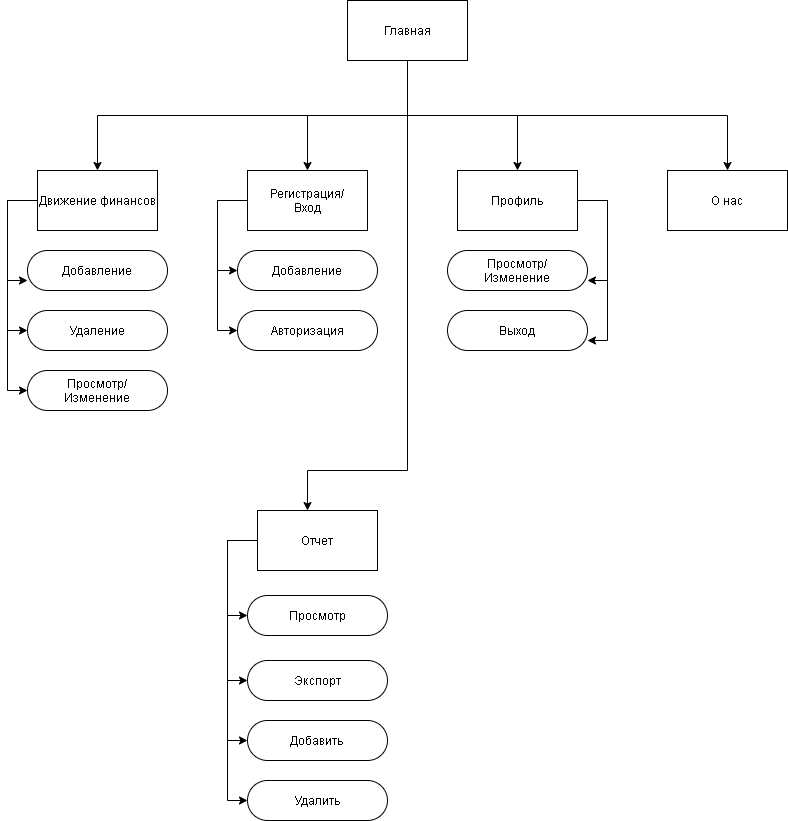 Главная
Движение финансов
Регистрация/
Вход
Профиль
О нас
Добавление
Удаление
Просмотр/
Изменение
Добавление
Авторизация
Просмотр/
Изменение
Выход
Отчет
Просмотр
Экспорт
Добавить
Удалить